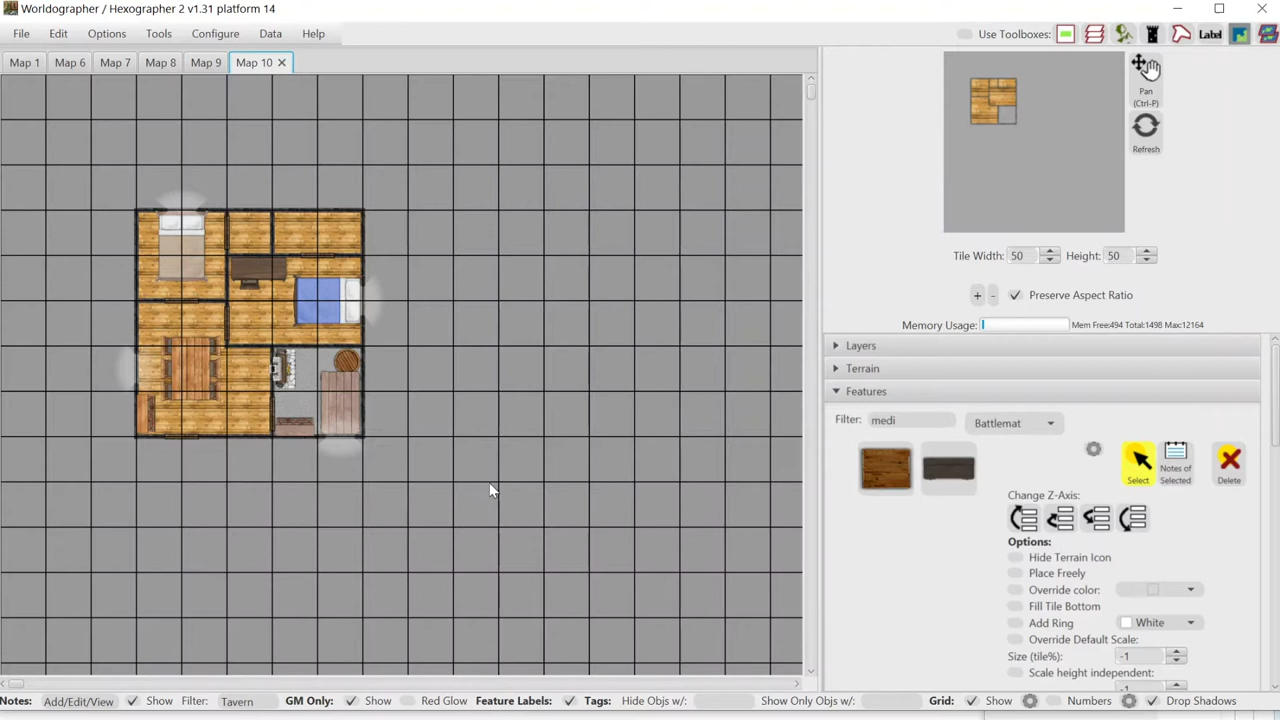 Worldographer / Hexographer 2 v1.31 platform 14
File Edit Options Tools Configure Data Help
Use Toolboxes: Label
Map 1 Map 6 Map 7 Map 8 Map 9 Map 10
Pan
(Ctrl-P)
Refresh
Tile Width: 50 Height: 50
+ - Preserve Aspect Ratio
Memory Usage: Mem Free:494 Total:1498 Max:12164
Layers
Terrain
Features
Filter: medi Battlemat
Select
Notes of
Selected
Delete
Change Z-Axis:
Options:
Hide Terrain Icon
Place Freely
Override color:
Fill Tile Bottom
Add Ring White
Override Default Scale:
Size (tile%): -1
Scale height independent:
-1
Notes: Add/Edit/View Show Filter: Tavern GM Only: Show Red Glow Feature Labels: Tags: Hide Objs w/: Show Only Objs w/: Grid: Show Numbers Drop Shadows